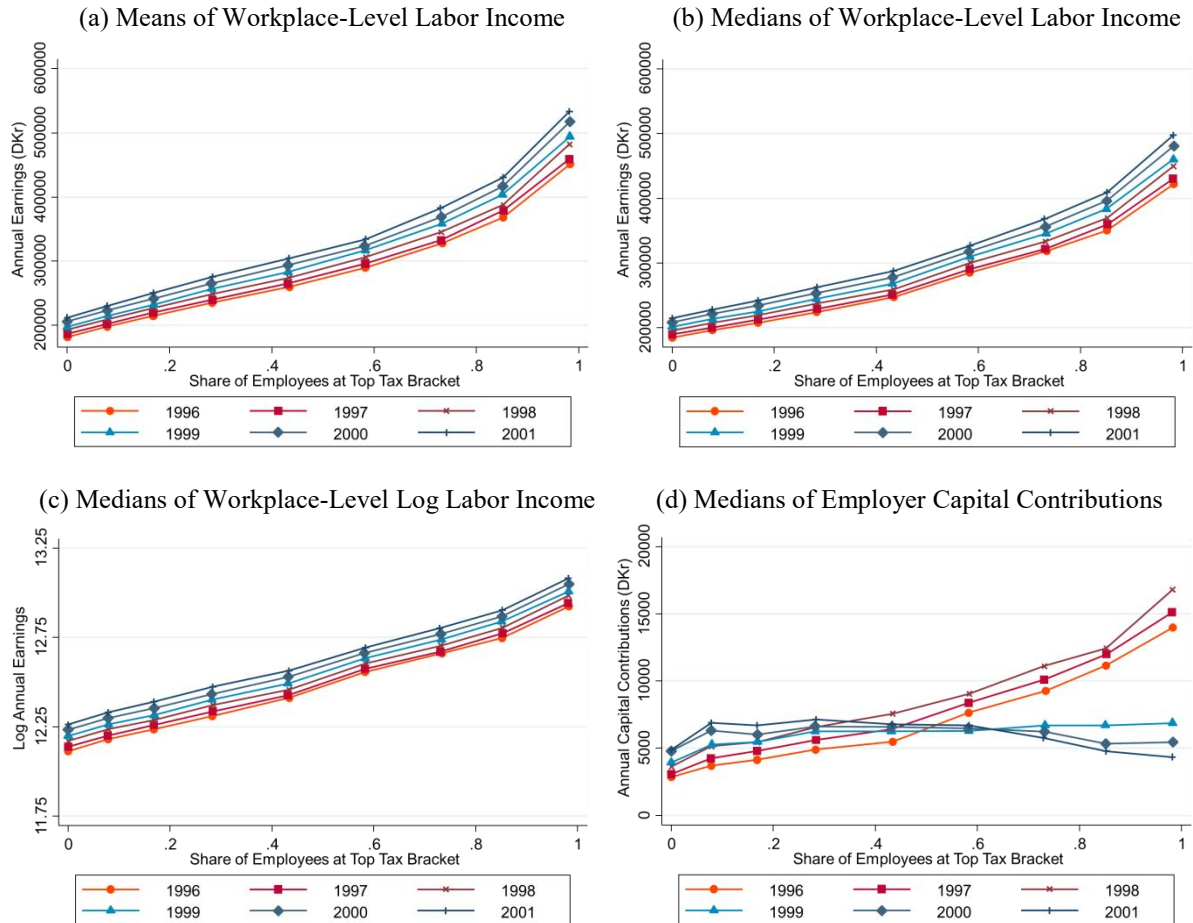 (a) Means of Workplace-Level Labor Income
Annual Earnings (DKr)
600000
500000
400000
300000
200000
0 .2 .4 .6 .8 1
Share of Employees at Top Tax Bracket
1996 1997 1998
1999 2000 2001
(b) Medians of Workplace-Level Labor Income
Annual Earnings (DKr)
600000
500000
400000
300000
200000
0 .2 .4 .6 .8 1
Share of Employees at Top Tax Bracket
1996 1997 1998
1999 2000 2001
(c) Medians of Workplace-Level Log Labor Income
Log Annual Earnings
13.25
12.75
12.25
11.75
0 .2 .4 .6 .8 1
Share of Employees at Top Tax Bracket
1996 1997 1998
1999 2000 2001
(d) Medians of Employer Capital Contributions
Annual Capital Contributions (DKr)
20000
15000
10000
5000
0
0 .2 .4 .6 .8 1
Share of Employees at Top Tax Bracket
1996 1997 1998
1999 2000 2001